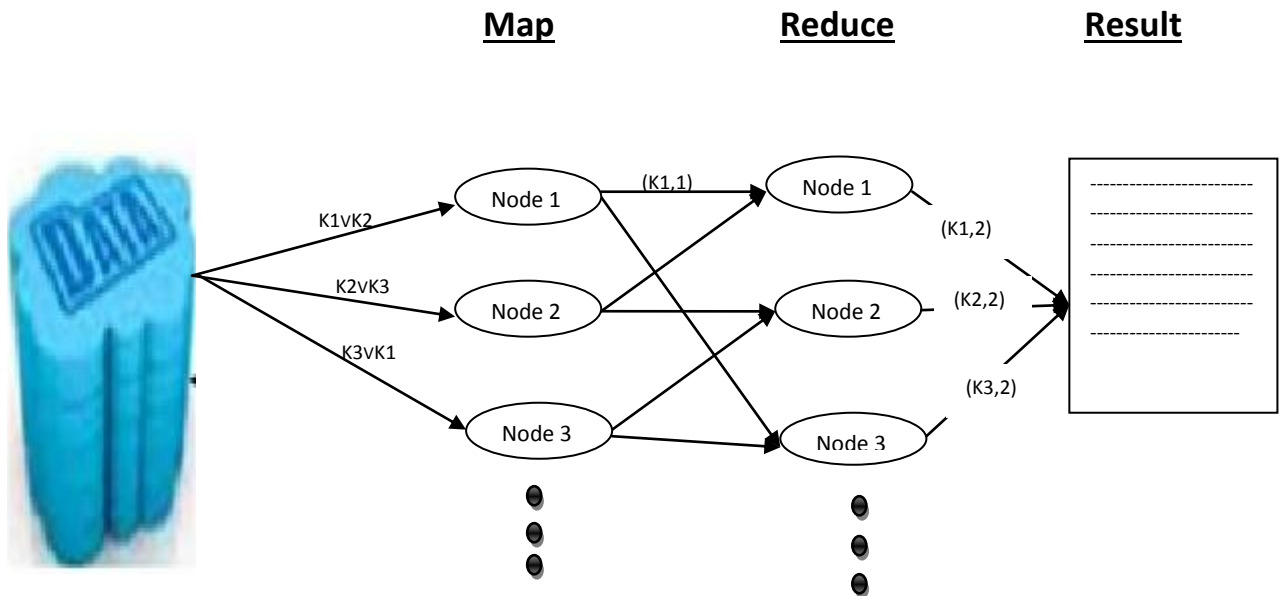 Map Reduce Result
DATA
Node 1
(K1,1)
Node 1
K1vK2
(K1,2)
K2vK3
Node 2
Node 2
(K2,2)
K3vK1
(K3,2)
Node 3
Node 3